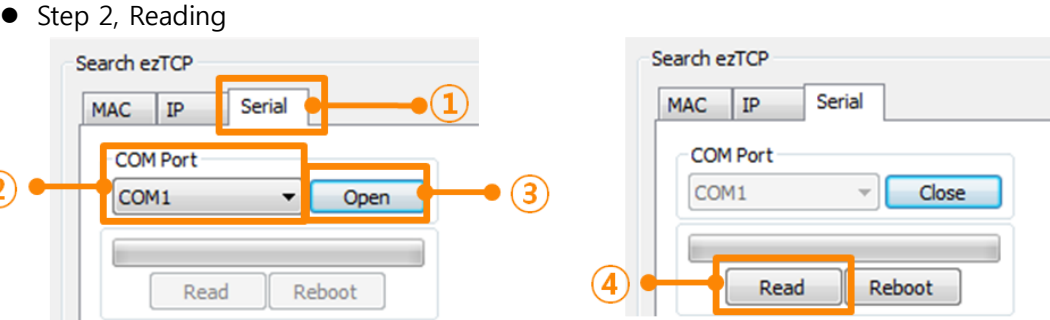 ● Step 2, Reading
Search ezTCP
MAC IP Serial
①
COM Port
② COM1 Open ③
Read Reboot
Search ezTCP
MAC IP Serial
COM Port
COM1 Close
④ Read Reboot